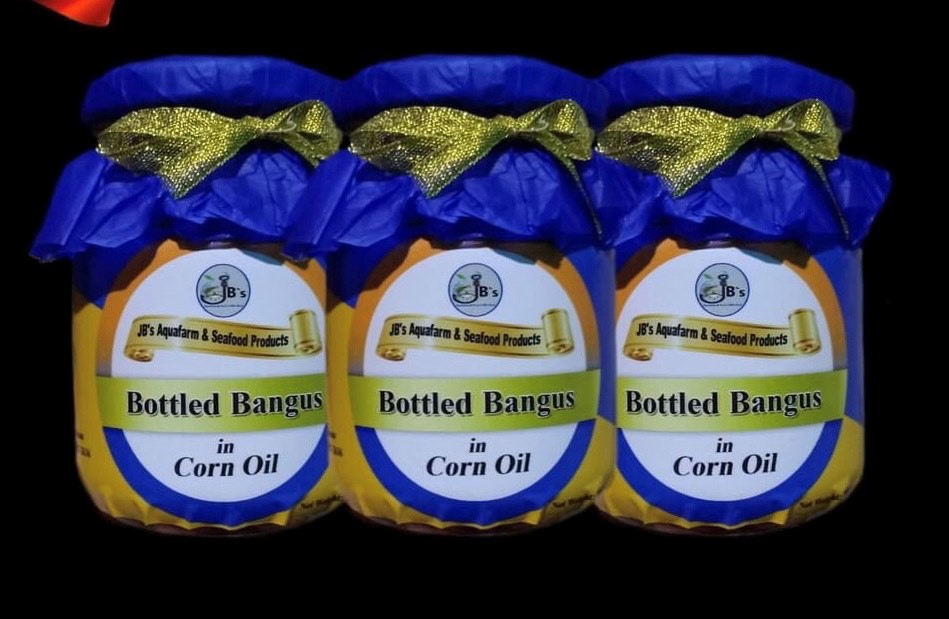 JB's
JB's Aquafarm & Seafood Products
Bottled Bangus
in
Corn Oil
JB's
JB's Aquafarm & Seafood Products
Bottled Bangus
in
Corn Oil
JB's
JB's Aquafarm & Seafood Products
Bottled Bangus
in
Corn Oil